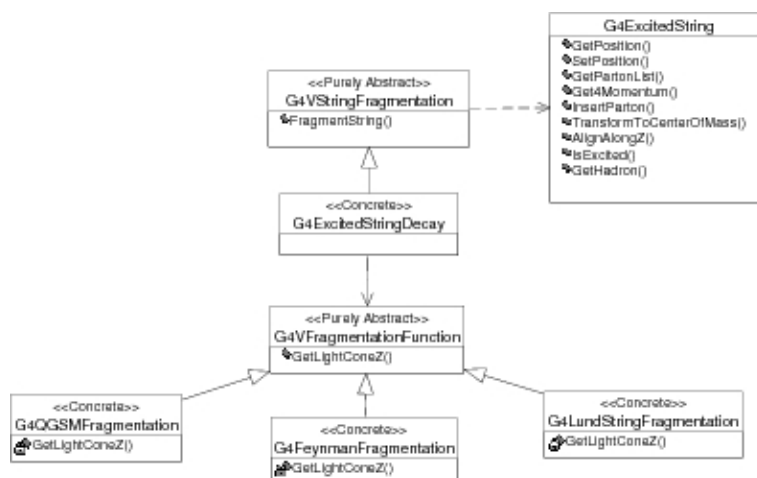 G4ExcitedString
GetPosition()
SetPosition()
GetPartonList()
Get4Momentum()
InsertParton()
TransformToCenterOfMass()
AlignAlongZ()
IsExcited()
GetHadron()
<<Purely Abstract>>
G4VStringFragmentation
FragmentString()
<<Concrete>>
G4ExcitedStringDecay
<<Purely Abstract>>
G4VFragmentationFunction
GetLightConeZ()
<<Concrete>>
G4QGSMFragmentation
GetLightConeZ()
<<Concrete>>
G4FeynmanFragmentation
GetLightConeZ()
<<Concrete>>
G4LundStringFragmentation
GetLightConeZ()